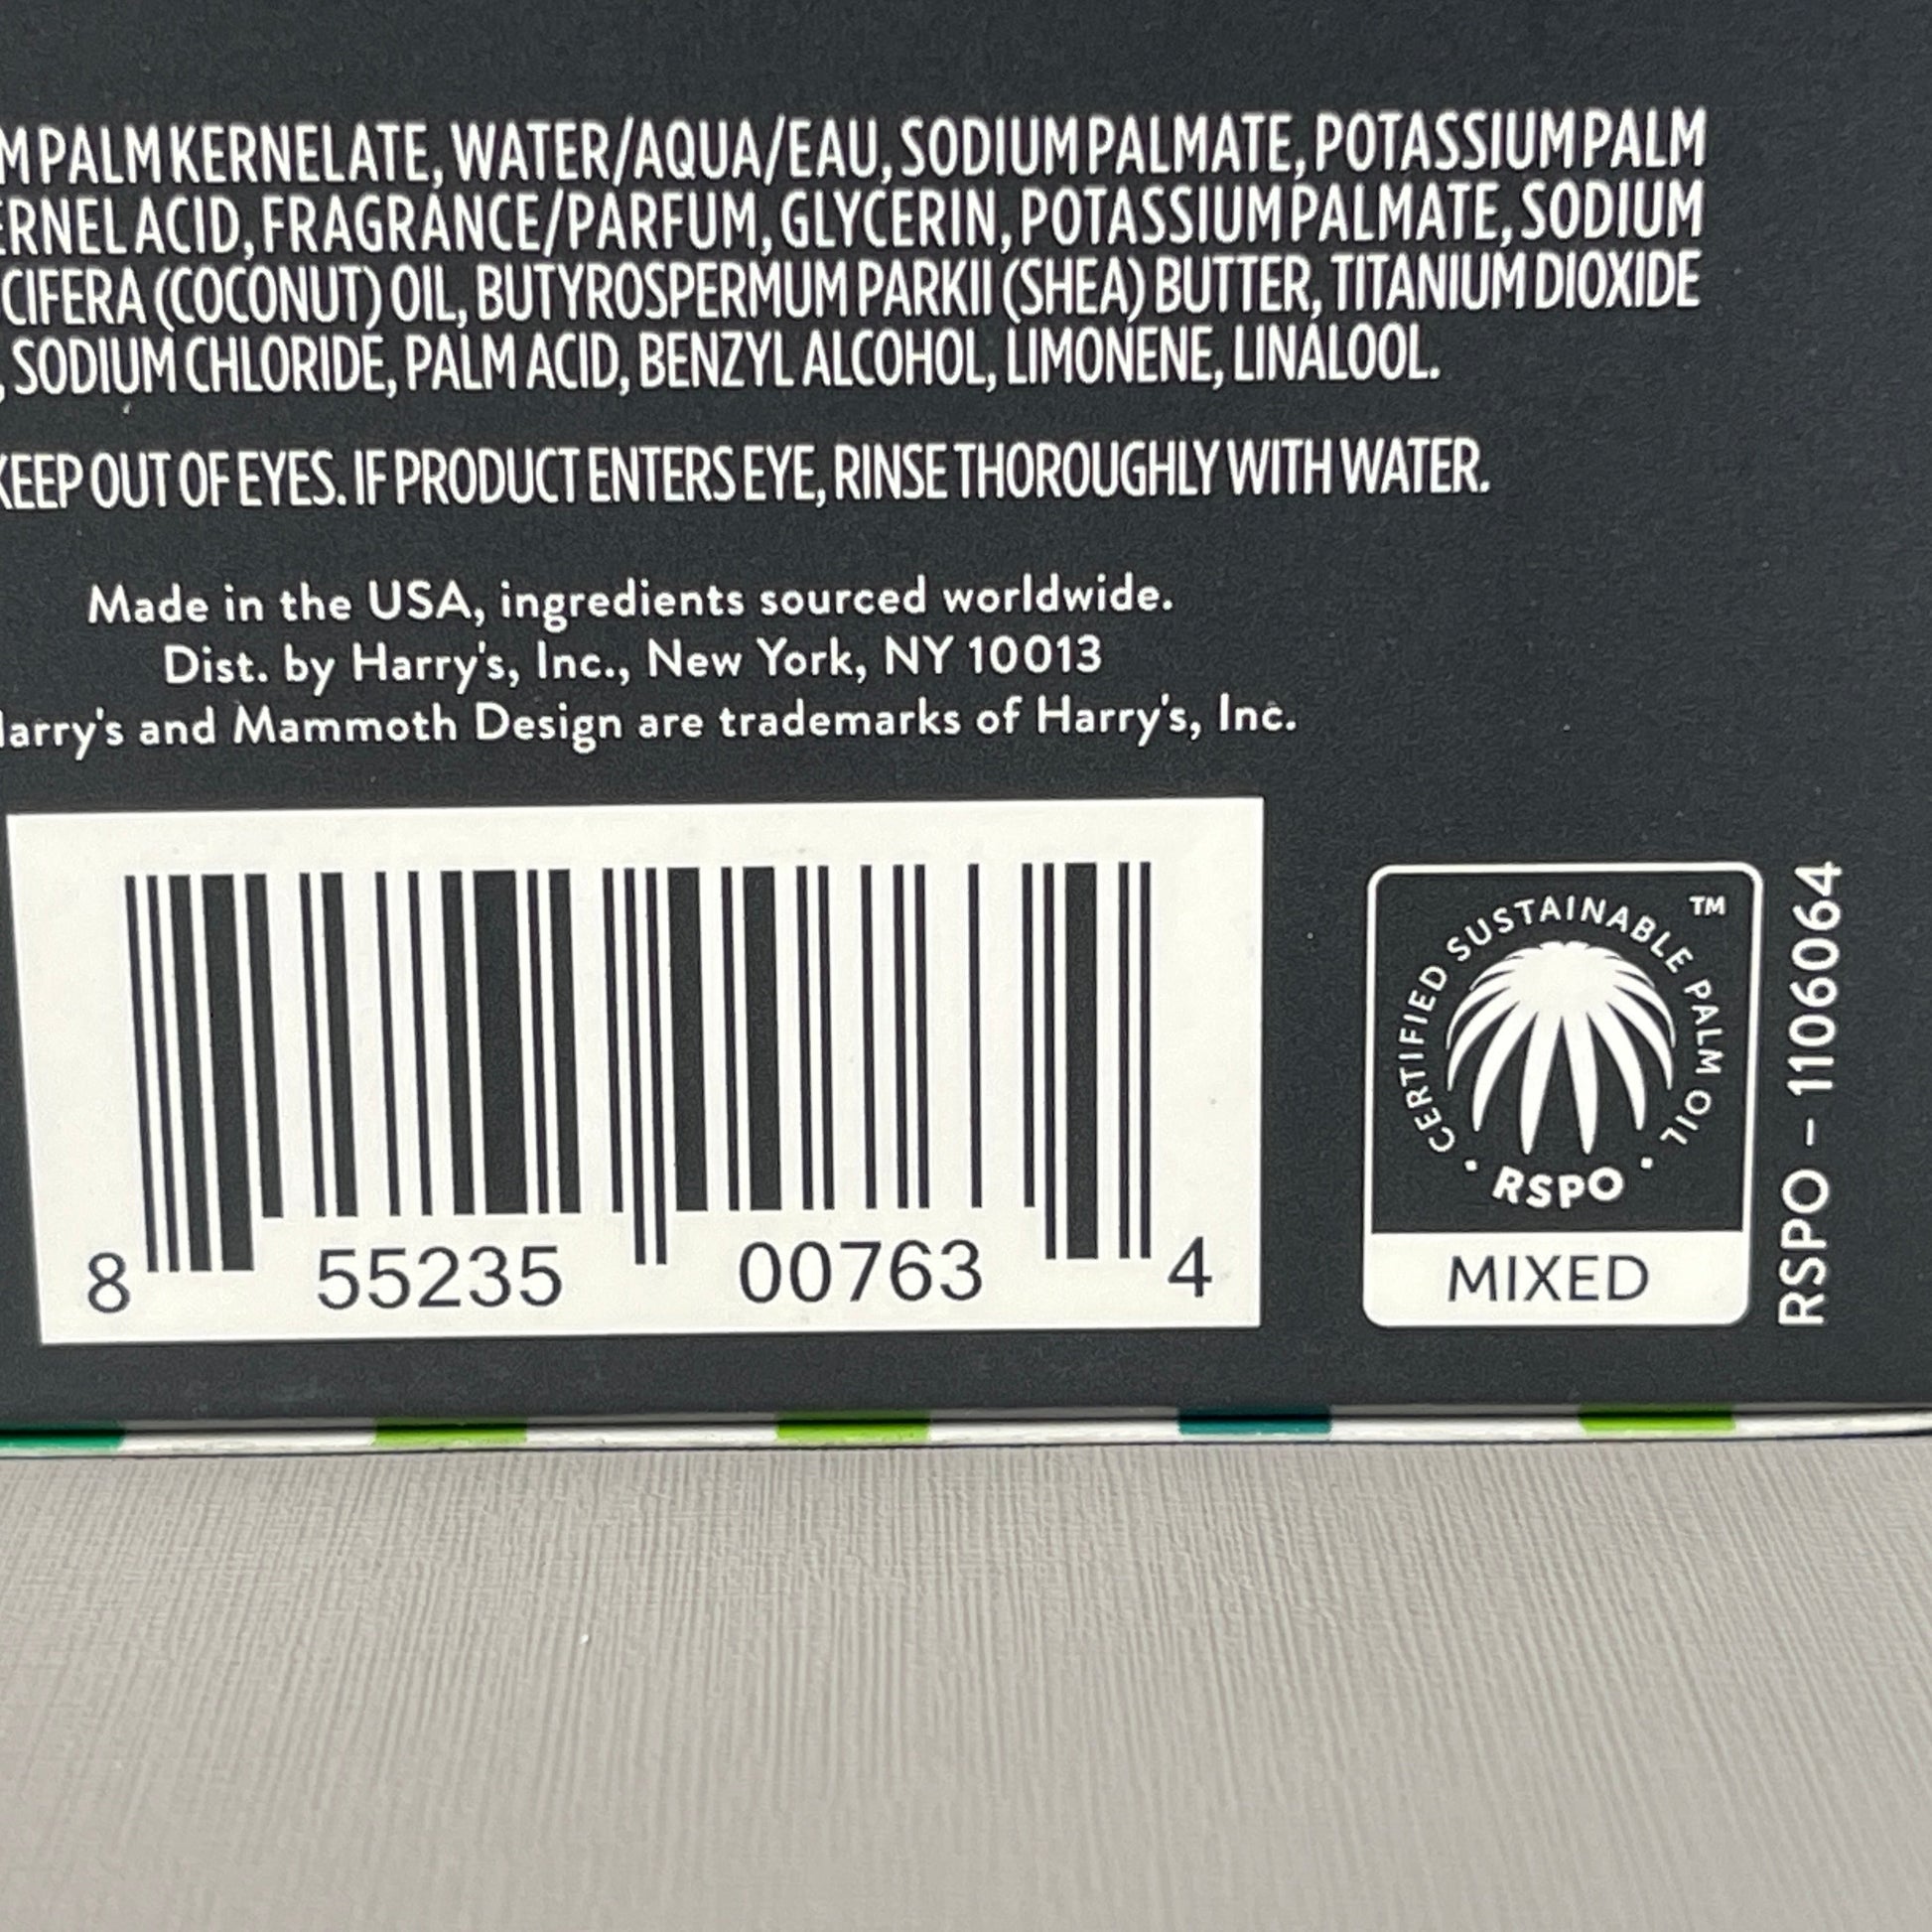 PALM KERNELATE, WATER/AQUA/EAU, SODIUM PALMATE, POTASSIUM PALM
ACID, FRAGRANCE/PARFUM, GLYCERIN, POTASSIUM PALMATE, SODIUM
(COCONUT) OIL, BUTYROSPERMUM PARKII (SHEA) BUTTER, TITANIUM DIOXIDE
, SODIUM CHLORIDE, PALM ACID, BENZYL ALCOHOL, LIMONENE, LINALOOL.
KEEP OUT OF EYES. IF PRODUCT ENTERS EYE, RINSE THOROUGHLY WITH WATER.
Made in the USA, ingredients sourced worldwide.
Dist. by Harry's, Inc., New York, NY 10013
Harry's and Mammoth Design are trademarks of Harry's, Inc.
8 55235 00763 4
CERTIFIED SUSTAINABLE PALM OIL TM
· RSPO ·
MIXED
RSPO – 1106064